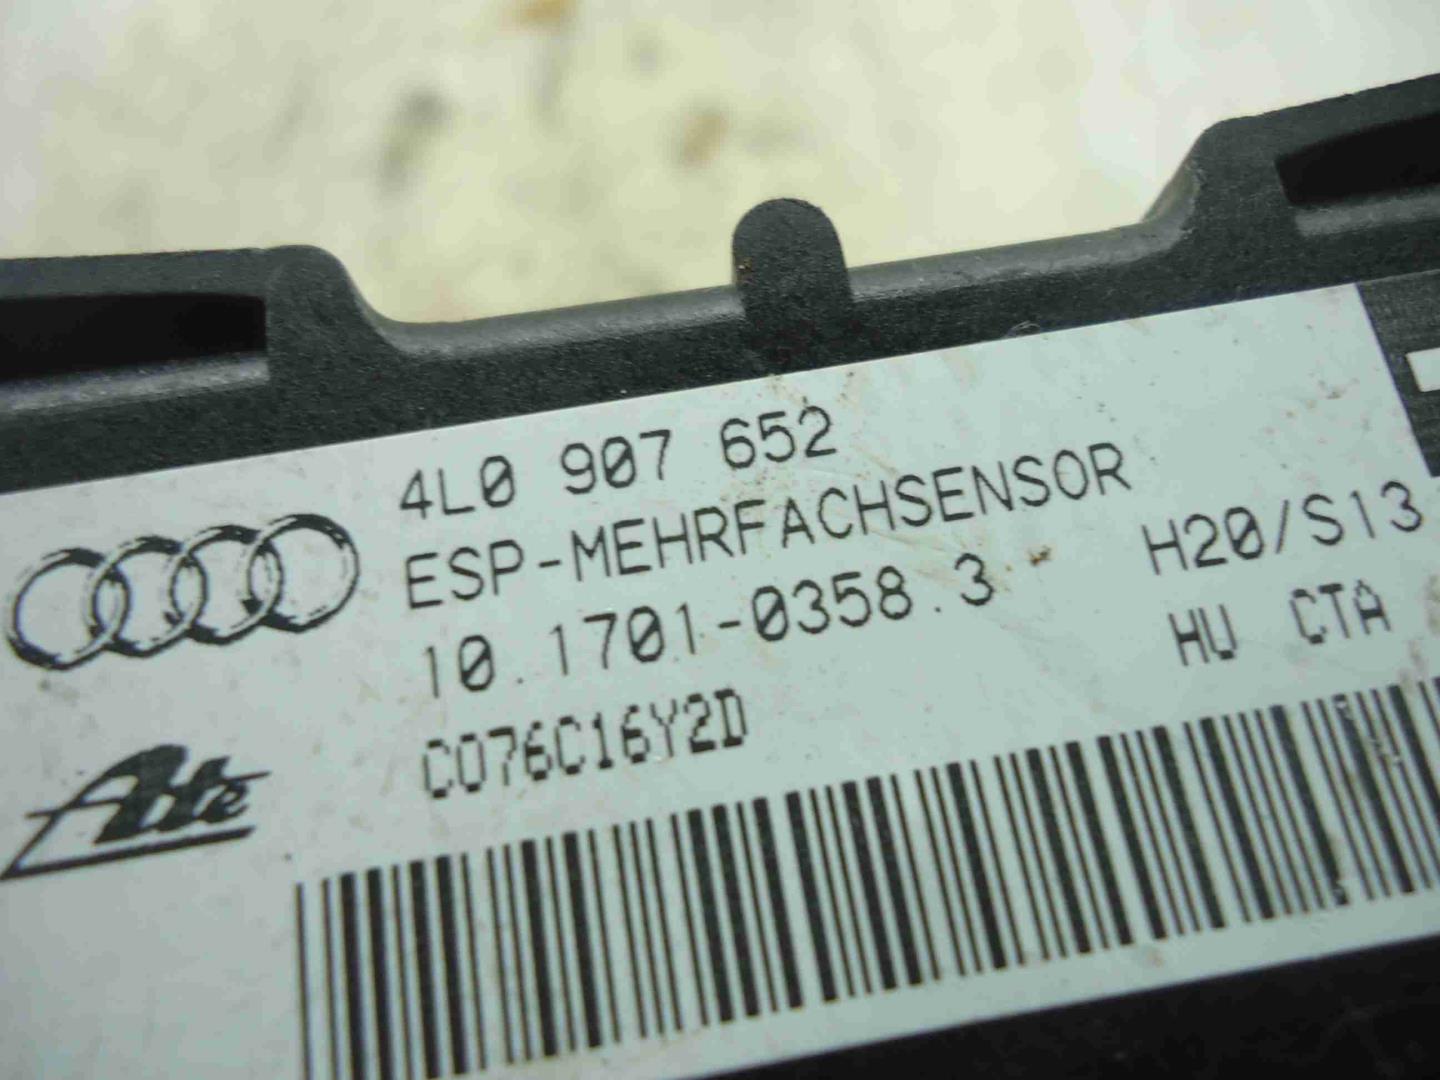 4L0 907 652
ESP-MEHRFACHSENSOR
10.1701-0358.3 H20/S13
C076C16Y2D HU CTA
Ate